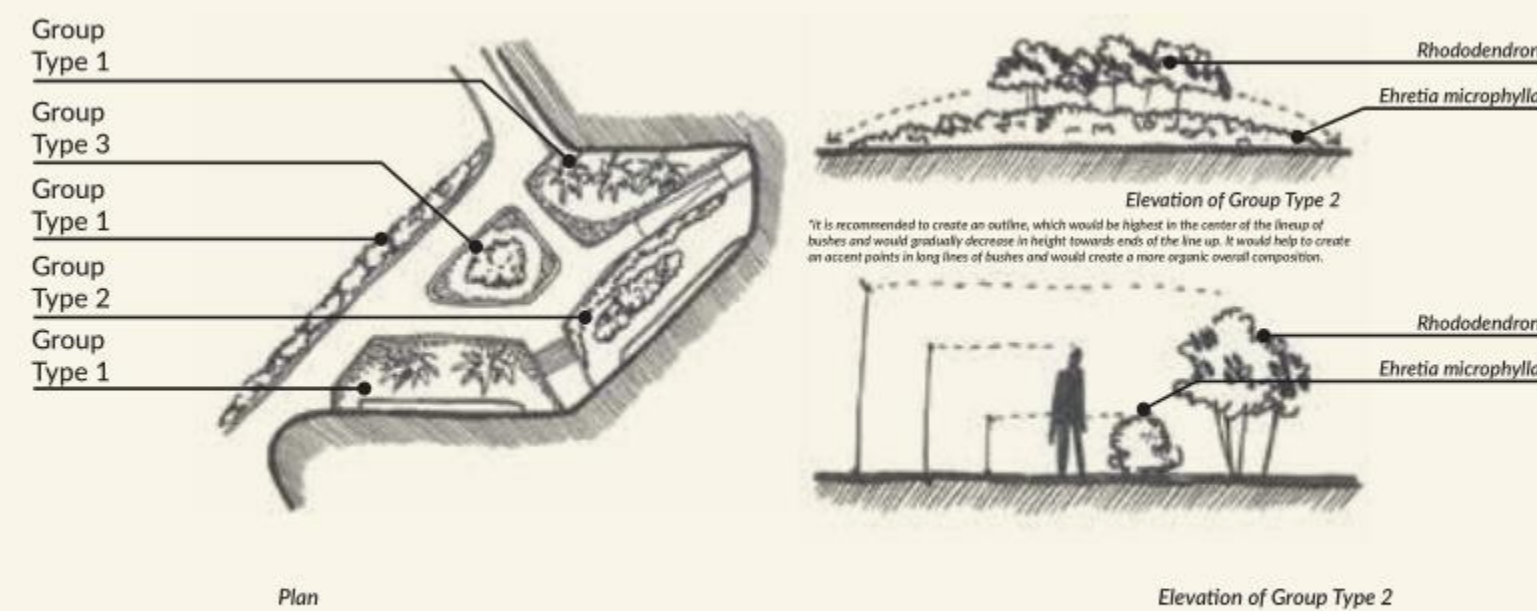 Group
Type 1
Group
Type 3
Group
Type 1
Group
Type 2
Group
Type 1
Plan
Rhododendron
Ehretia microphylla
Elevation of Group Type 2
*it is recommended to create an outline, which would be highest in the center of the lineup of
bushes and would gradually decrease in height towards ends of the line up. It would help to create
an accent points in long lines of bushes and would create a more organic overall composition.
Rhododendron
Ehretia microphylla
Elevation of Group Type 2